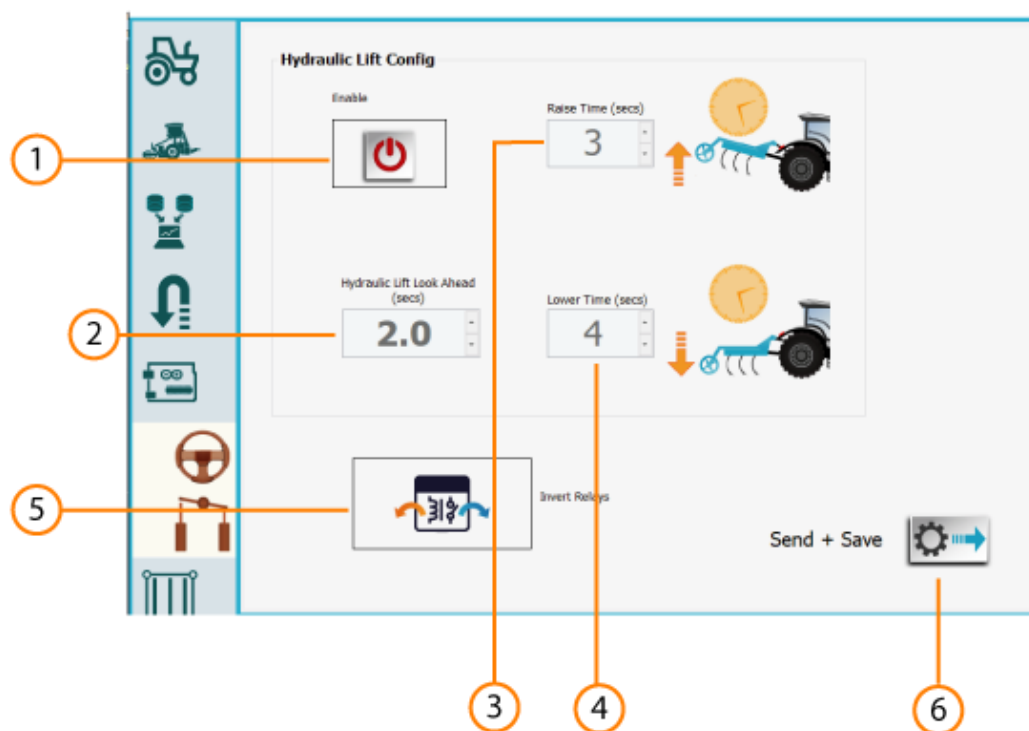 Hydraulic Lift Config
Enable
Raise Time (secs)
1
3
Hydraulic Lift Look Ahead
(secs)
Lower Time (secs)
2
2.0
4
5
Invert Relays
Send + Save
3
4
6